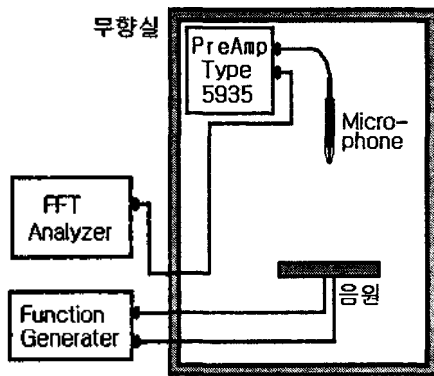 무향실
PreAmp
Type
5935
Micro-
phone
FFT
Analyzer
음원
Function
Generater